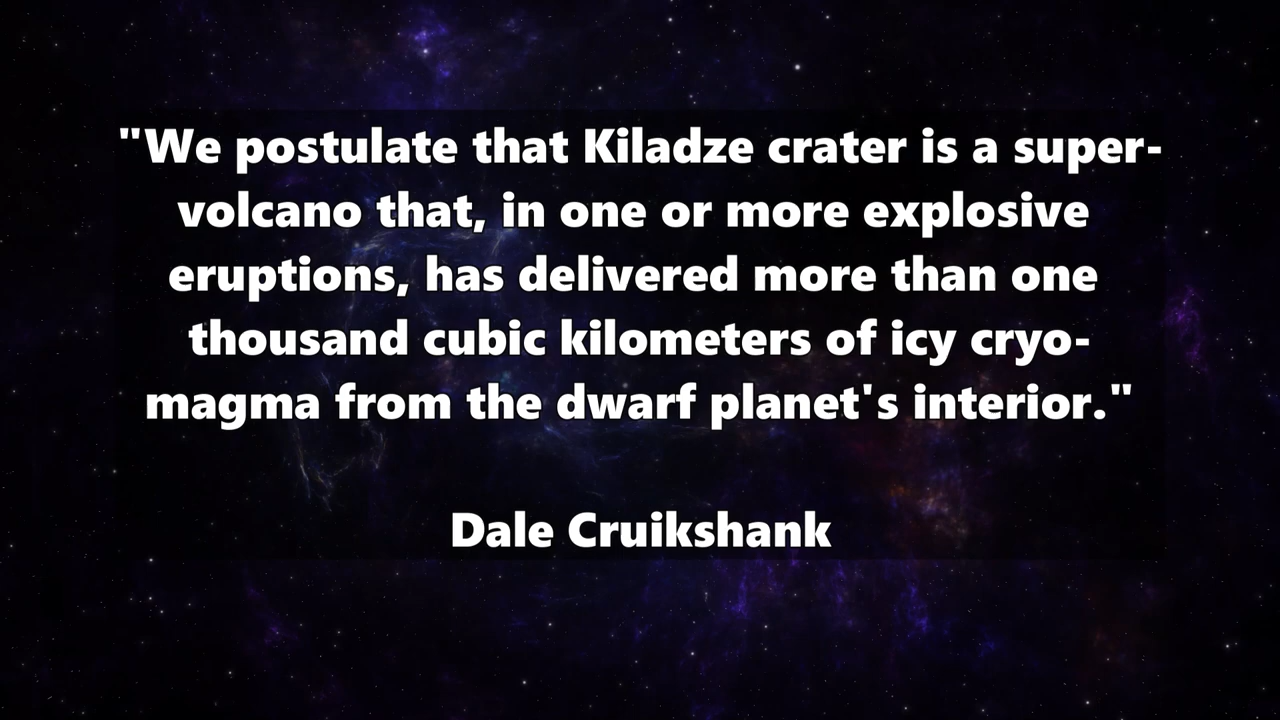 "We postulate that Kiladze crater is a super-
volcano that, in one or more explosive
eruptions, has delivered more than one
thousand cubic kilometers of icy cryo-
magma from the dwarf planet's interior."
Dale Cruikshank